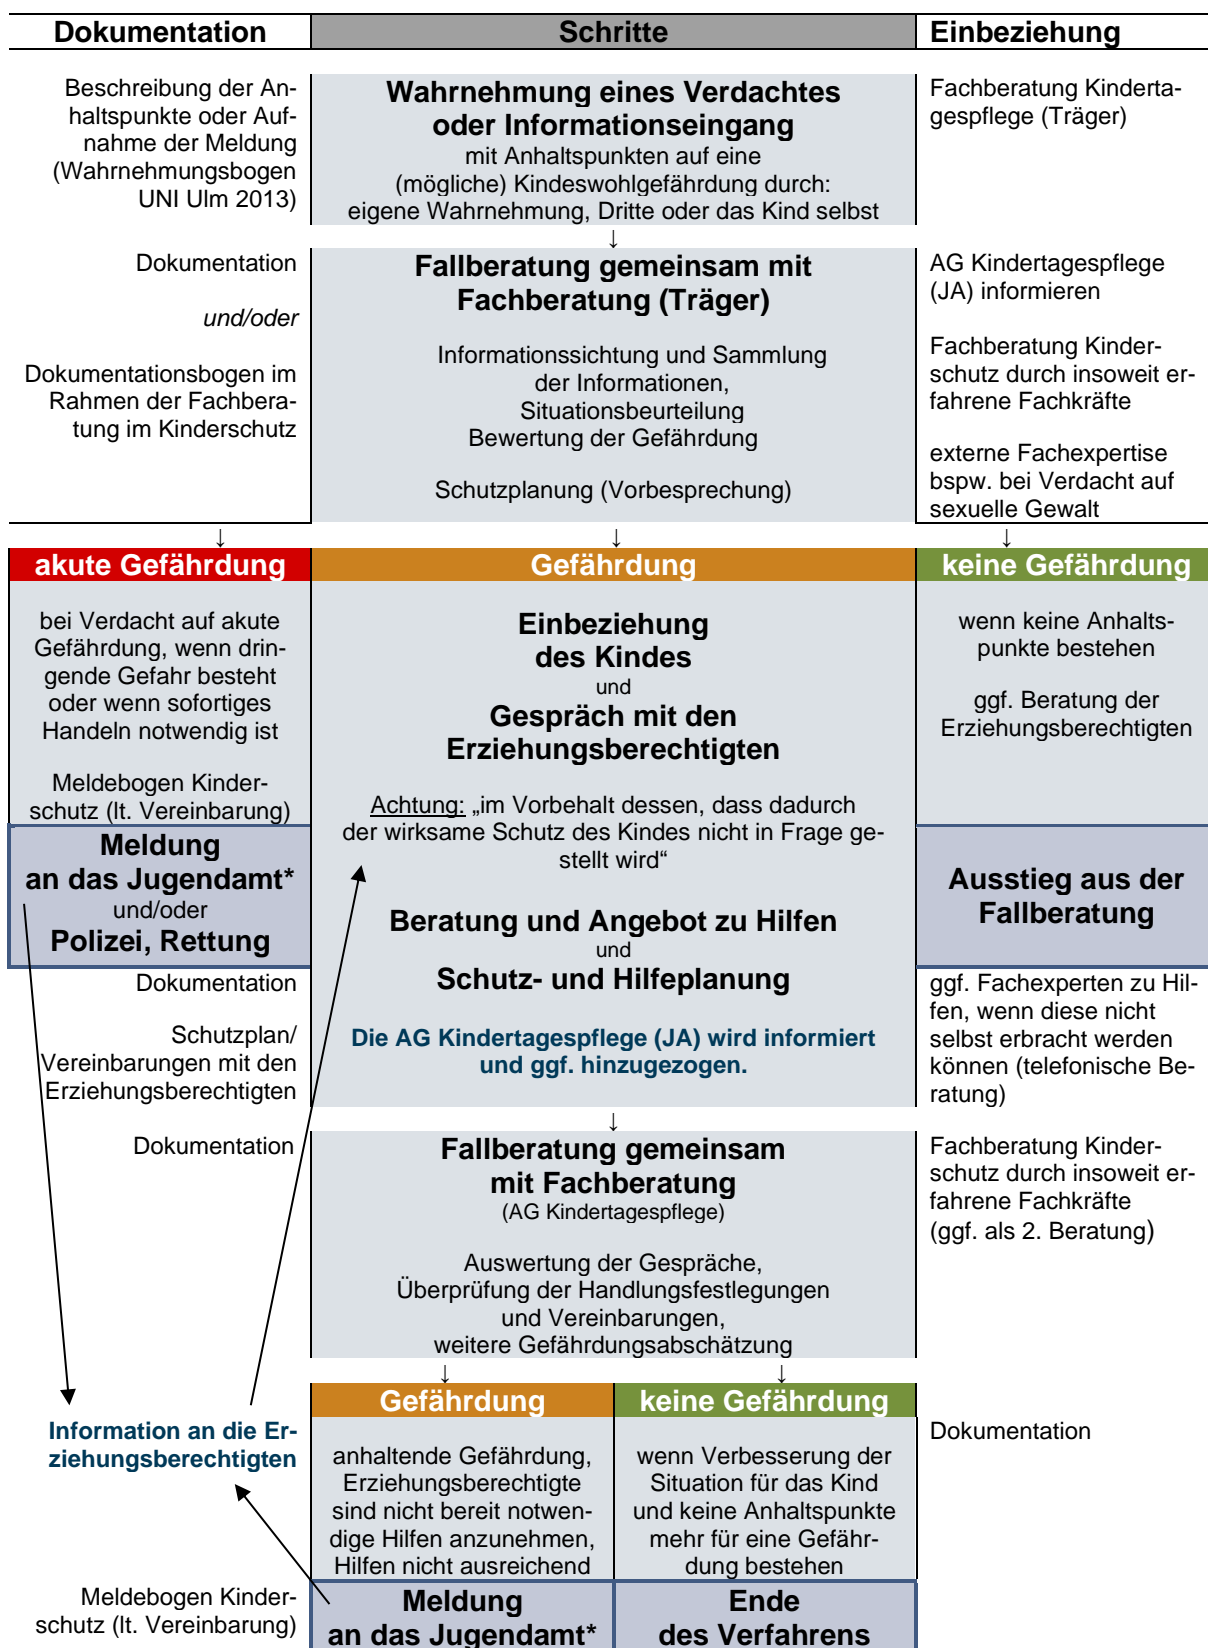 Dokumentation
Schritte
Einbeziehung
Beschreibung der An-
haltspunkte oder Auf-
nahme der Meldung
(Wahrnehmungsbogen
UNI Ulm 2013)
Wahrnehmung eines Verdachtes
oder Informationseingang
mit Anhaltspunkten auf eine
(mögliche) Kindeswohlgefährdung durch:
eigene Wahrnehmung, Dritte oder das Kind selbst
Fachberatung Kinderta-
gespflege (Träger)
↓
Dokumentation
und/oder
Dokumentationsbogen im
Rahmen der Fachbera-
tung im Kinderschutz
Fallberatung gemeinsam mit
Fachberatung (Träger)
Informationssichtung und Sammlung
der Informationen,
Situationsbeurteilung
Bewertung der Gefährdung
Schutzplanung (Vorbesprechung)
AG Kindertagespflege
(JA) informieren
Fachberatung Kinder-
schutz durch insoweit er-
fahrene Fachkräfte
externe Fachexpertise
bspw. bei Verdacht auf
sexuelle Gewalt
↓ ↓ ↓
akute Gefährdung
Gefährdung
keine Gefährdung
bei Verdacht auf akute
Gefährdung, wenn drin-
gende Gefahr besteht
oder wenn sofortiges
Handeln notwendig ist
Meldebogen Kinder-
schutz (lt. Vereinbarung)
Meldung
an das Jugendamt*
und/oder
Polizei, Rettung
Einbeziehung
des Kindes
und
Gespräch mit den
Erziehungsberechtigten
Achtung: „im Vorbehalt dessen, dass dadurch
der wirksame Schutz des Kindes nicht in Frage ge-
stellt wird“
Beratung und Angebot zu Hilfen
und
Schutz- und Hilfeplanung
Die AG Kindertagespflege (JA) wird informiert
und ggf. hinzugezogen.
wenn keine Anhalts-
punkte bestehen
ggf. Beratung der
Erziehungsberechtigten
Ausstieg aus der
Fallberatung
Dokumentation
Schutzplan/
Vereinbarungen mit den
Erziehungsberechtigten
ggf. Fachexperten zu Hil-
fen, wenn diese nicht
selbst erbracht werden
können (telefonische Be-
ratung)
↓
Dokumentation
Fallberatung gemeinsam
mit Fachberatung
(AG Kindertagespflege)
Auswertung der Gespräche,
Überprüfung der Handlungsfestlegungen
und Vereinbarungen,
weitere Gefährdungsabschätzung
Fachberatung Kinder-
schutz durch insoweit er-
fahrene Fachkräfte
(ggf. als 2. Beratung)
↓ ↓
Gefährdung
keine Gefährdung
Information an die Er-
ziehungsberechtigten
anhaltende Gefährdung,
Erziehungsberechtigte
sind nicht bereit notwen-
dige Hilfen anzunehmen,
Hilfen nicht ausreichend
wenn Verbesserung der
Situation für das Kind
und keine Anhaltspunkte
mehr für eine Gefähr-
dung bestehen
Dokumentation
Meldebogen Kinder-
schutz (lt. Vereinbarung)
Meldung
an das Jugendamt*
Ende
des Verfahrens